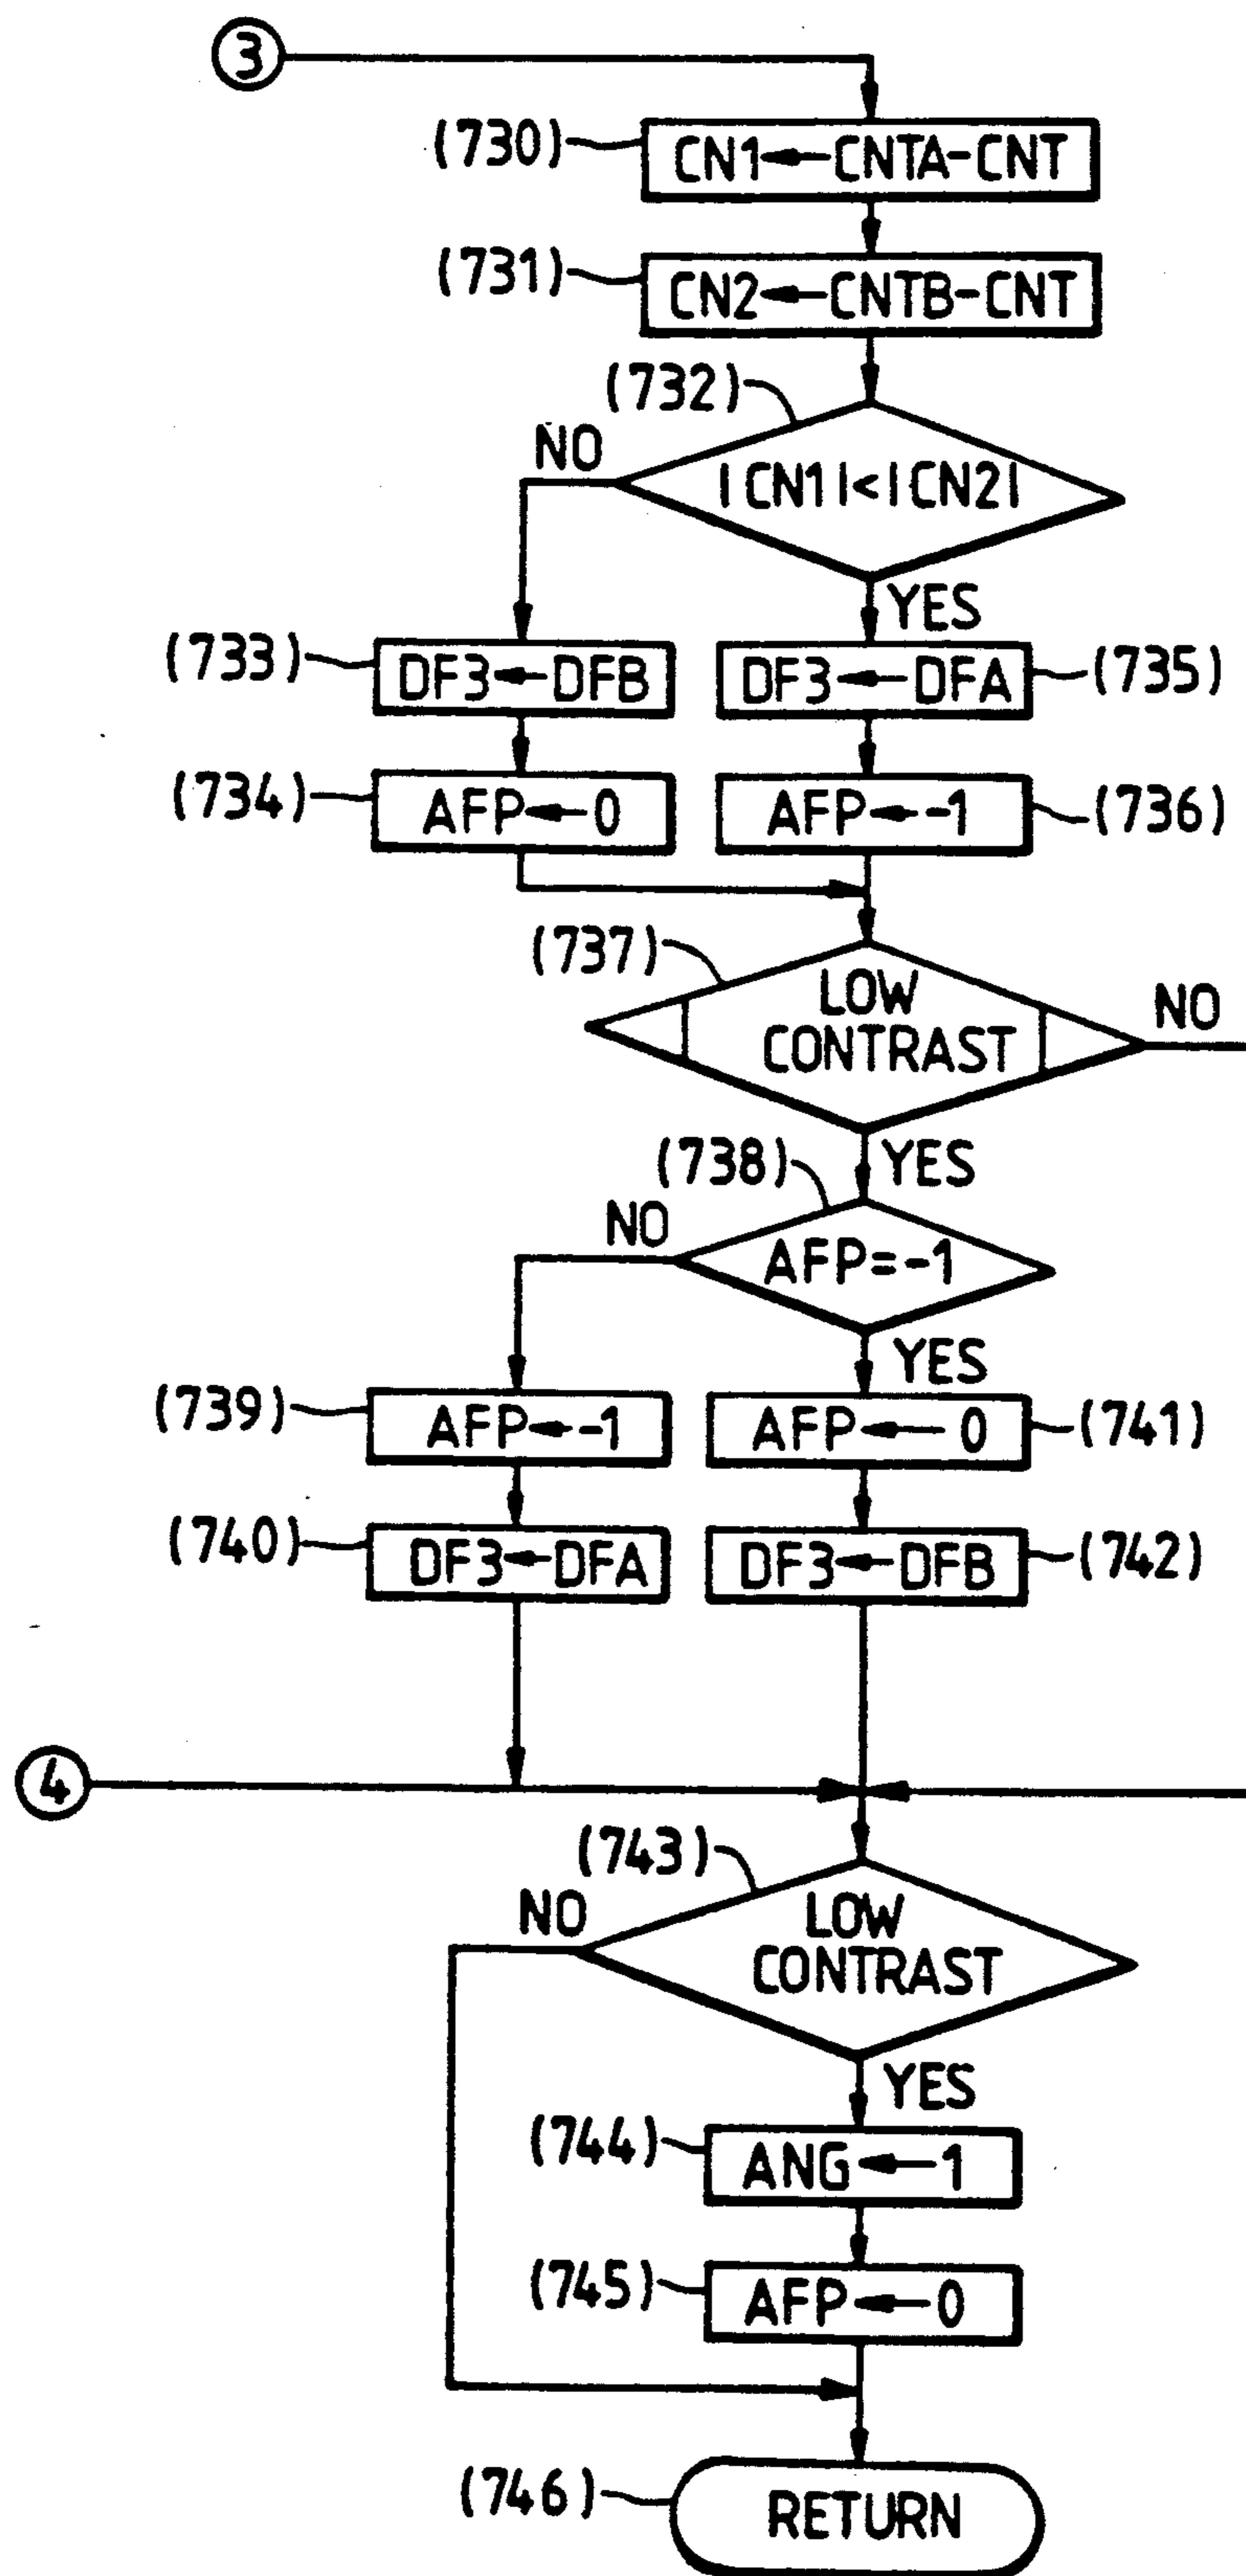 3
(730)
CN1←CNTA-CNT
(731)
CN2←CNTB-CNT
(732)
NO
|CN1|<|CN2|
YES
(733)
DF3←DFB
DF3←DFA
(735)
(734)
AFP←0
AFP←-1
(736)
(737)
LOW
CONTRAST
NO
(738)
YES
NO
AFP=-1
YES
(739)
AFP←-1
AFP←0
(741)
(740)
DF3←DFA
DF3←DFB
(742)
4
(743)
NO
LOW
CONTRAST
YES
(744)
ANG←1
(745)
AFP←0
(746)
RETURN